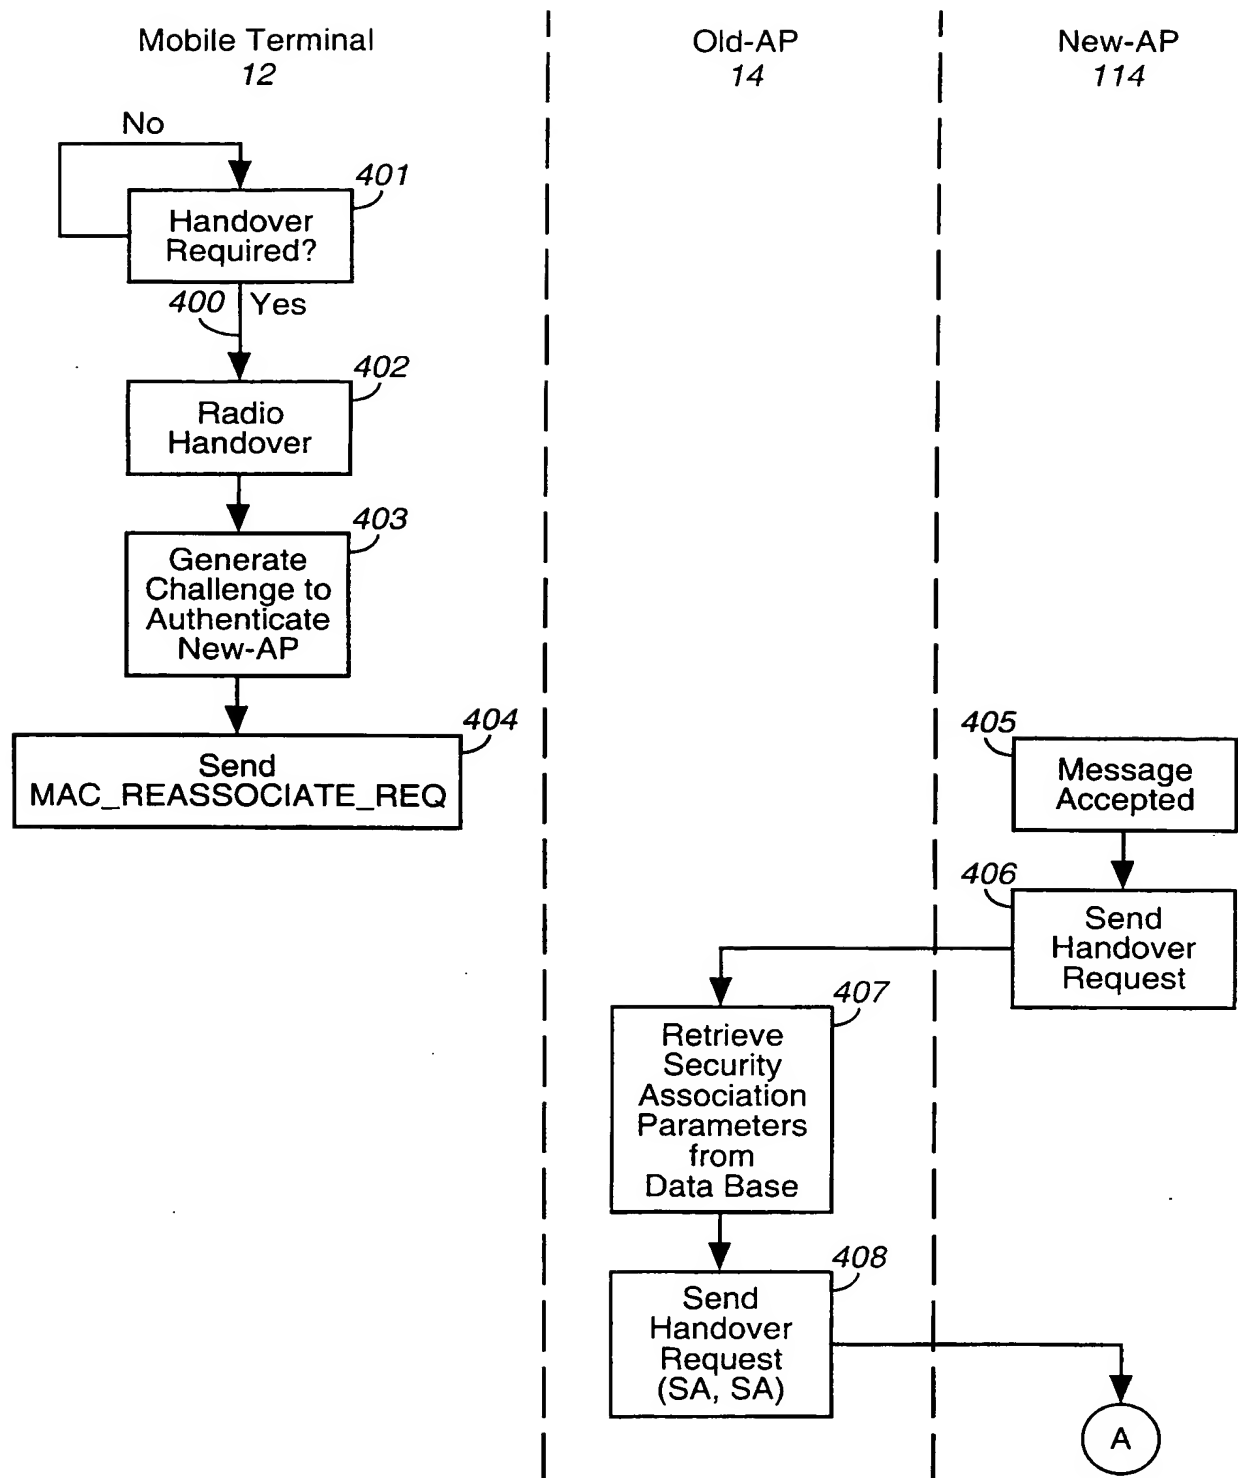 Mobile Terminal
12
Old-AP
14
New-AP
114
No
401
Handover
Required?
400
Yes
402
Radio
Handover
403
Generate
Challenge to
Authenticate
New-AP
404
Send
MAC_REASSOCIATE_REQ
405
Message
Accepted
406
Send
Handover
Request
407
Retrieve
Security
Association
Parameters
from
Data Base
408
Send
Handover
Request
(SA, SA)
A